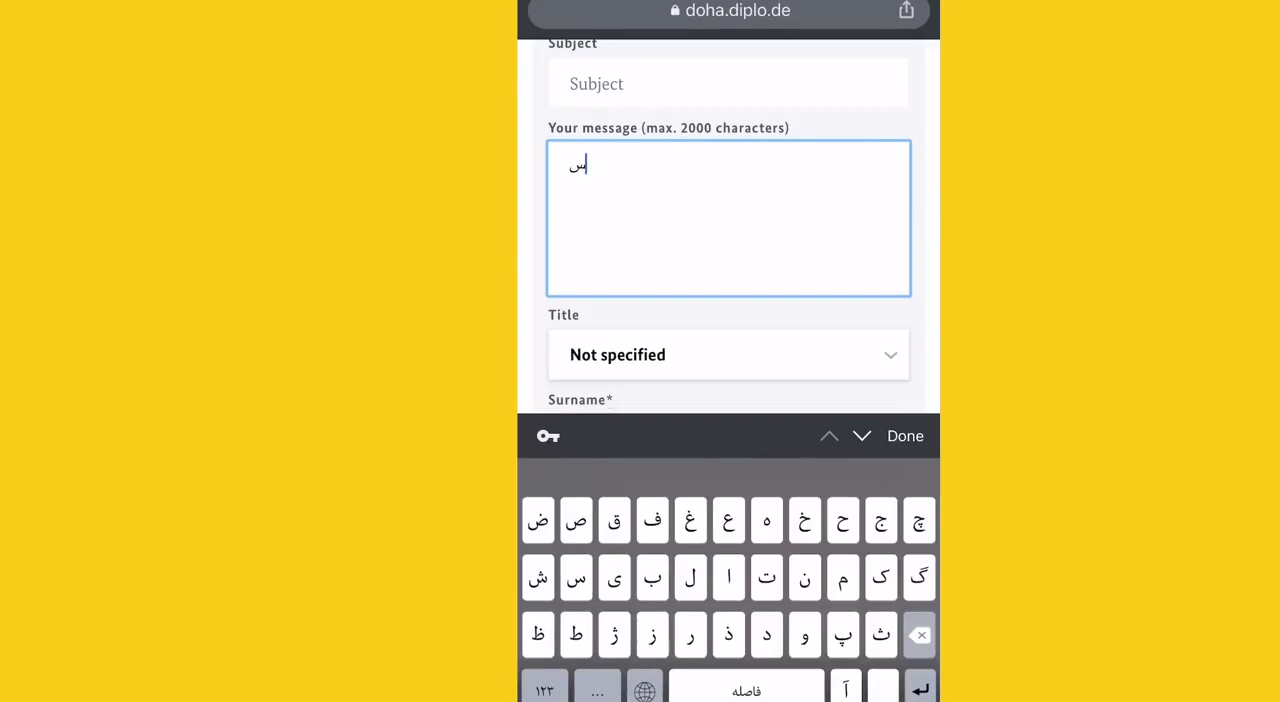 doha.diplo.de
Subject
Subject
Your message (max. 2000 characters)
س
Title
Not specified
Surname*
Done
ض ص ق ف غ ع ه خ ح ج چ
ش س ی ب ل ا ت ن م ک گ
ظ ط ژ ز ر ذ د و پ ث
۱۲۳ ... فاصله آ